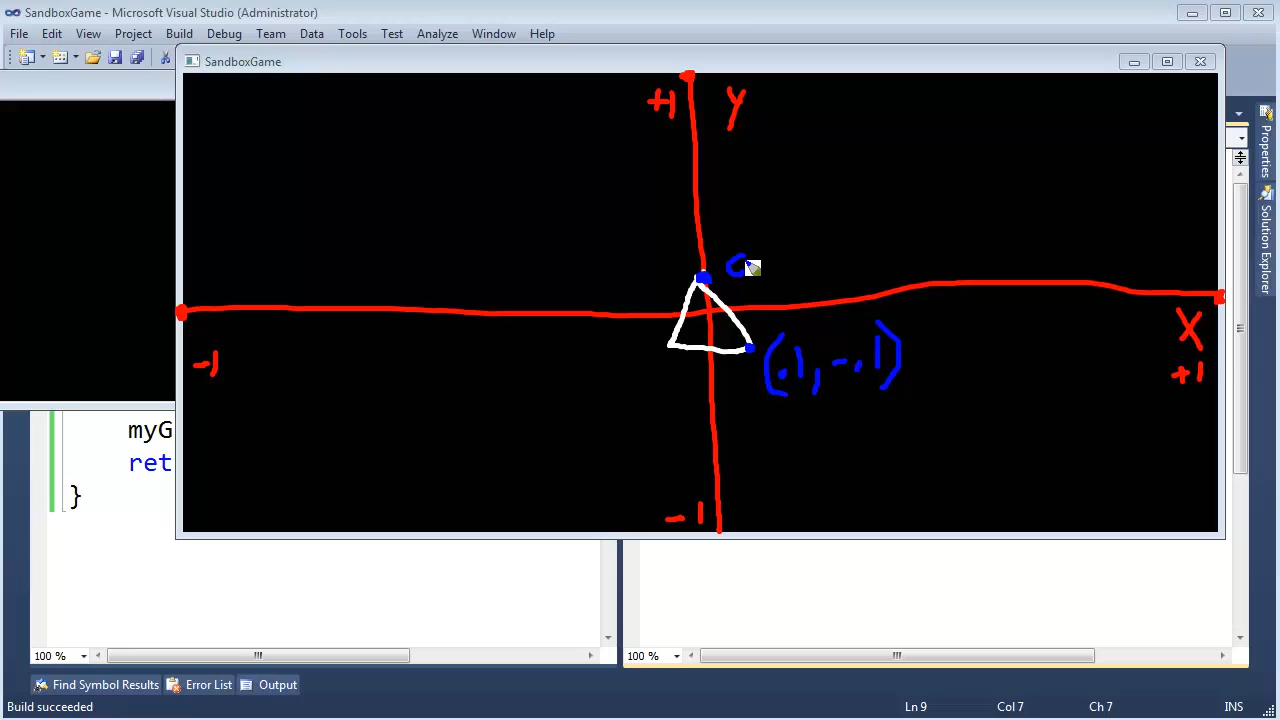 SandboxGame - Microsoft Visual Studio (Administrator)
File Edit View Project Build Debug Team Data Tools Test Analyze Window Help
SandboxGame
+1 Y
Properties
Solution Explorer
(.1, -.1)
-1
X
+1
myG
ret
}
-1
100 % 100 %
Find Symbol Results Error List Output
Build succeeded Ln 9 Col 7 Ch 7 INS